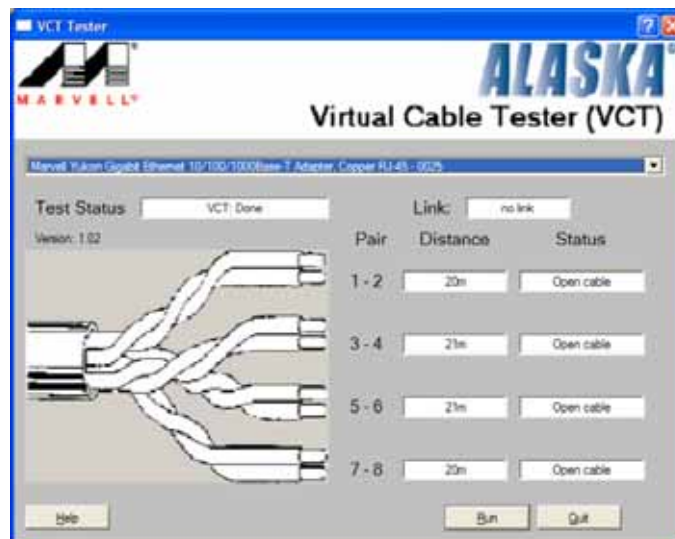 VCT Tester
MARVELL®
ALASKA®
Virtual Cable Tester (VCT)
Marvell Yukon Gigabit Ethernet 10/100/1000Base-T Adapter, Copper RJ-45 - 0025
Test Status VCT: Done Link: no link
Version: 1.02 Pair Distance Status
1 - 2 20m Open cable
3 - 4 21m Open cable
5 - 6 21m Open cable
7 - 8 20m Open cable
Help Run Quit